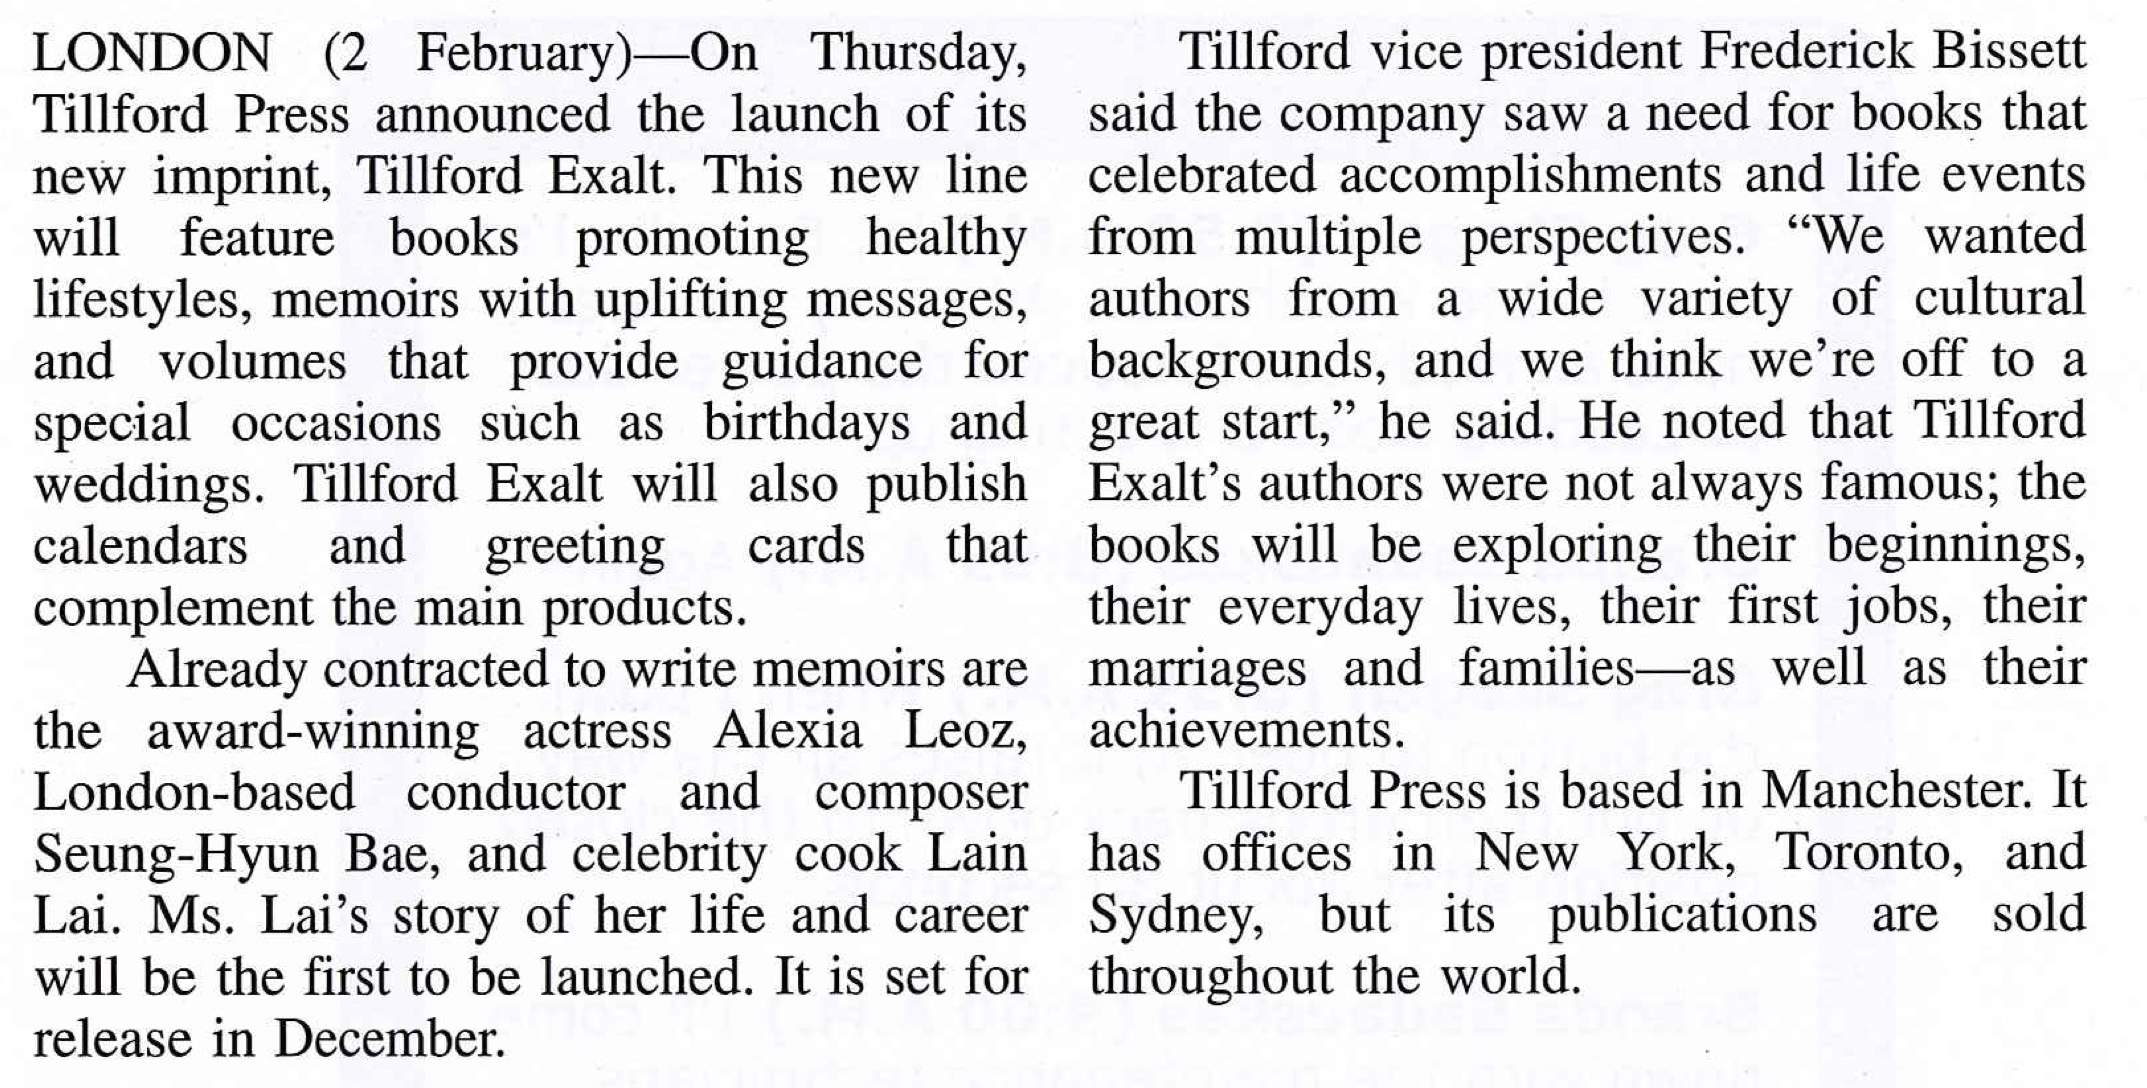 LONDON (2 February)—On Thursday,
Tillford Press announced the launch of its
new imprint, Tillford Exalt. This new line
will feature books promoting healthy
lifestyles, memoirs with uplifting messages,
and volumes that provide guidance for
special occasions such as birthdays and
weddings. Tillford Exalt will also publish
calendars and greeting cards that
complement the main products.
Already contracted to write memoirs are
the award-winning actress Alexia Leoz,
London-based conductor and composer
Seung-Hyun Bae, and celebrity cook Lain
Lai. Ms. Lai's story of her life and career
will be the first to be launched. It is set for
release in December.
Tillford vice president Frederick Bissett
said the company saw a need for books that
celebrated accomplishments and life events
from multiple perspectives. “We wanted
authors from a wide variety of cultural
backgrounds, and we think we're off to a
great start,” he said. He noted that Tillford
Exalt's authors were not always famous; the
books will be exploring their beginnings,
their everyday lives, their first jobs, their
marriages and families—as well as their
achievements.
Tillford Press is based in Manchester. It
has offices in New York, Toronto, and
Sydney, but its publications are sold
throughout the world.